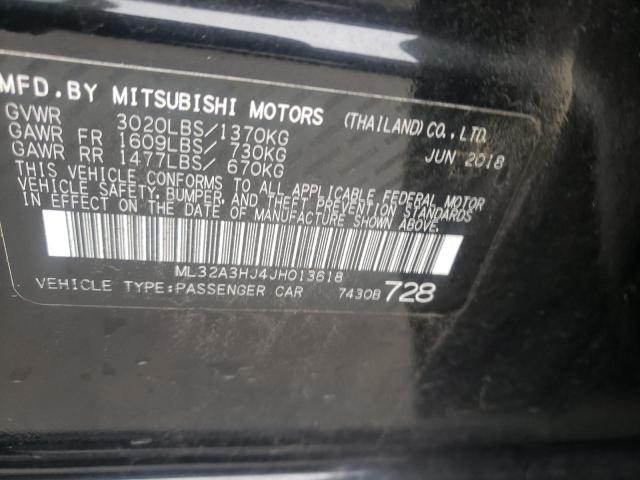 MFD.BY MITSUBISHI MOTORS (THAILAND) CO., LTD.
GVWR 3020LBS/1370KG JUN 2018
GAWR FR 1609LBS/ 730KG
GAWR RR 1477LBS/ 670KG
THIS VEHICLE CONFORMS TO ALL APPLICABLE FEDERAL MOTOR
VEHICLE SAFETY, BUMPER, AND THEFT PREVENTION STANDARDS
IN EFFECT ON THE DATE OF MANUFACTURE SHOWN ABOVE.
ML32A3HJ4JH013618
VEHICLE TYPE:PASSENGER CAR 7430B 728